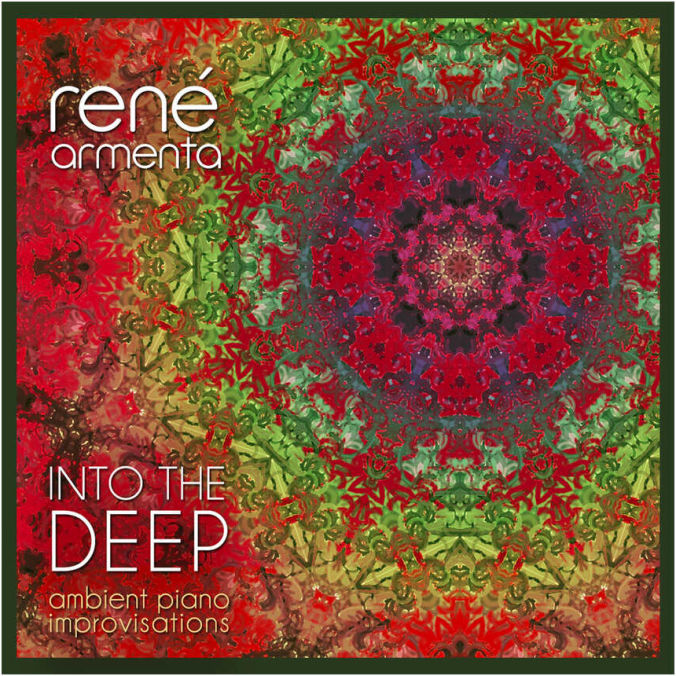 rené
armenta
INTO THE
DEEP
ambient piano
improvisations